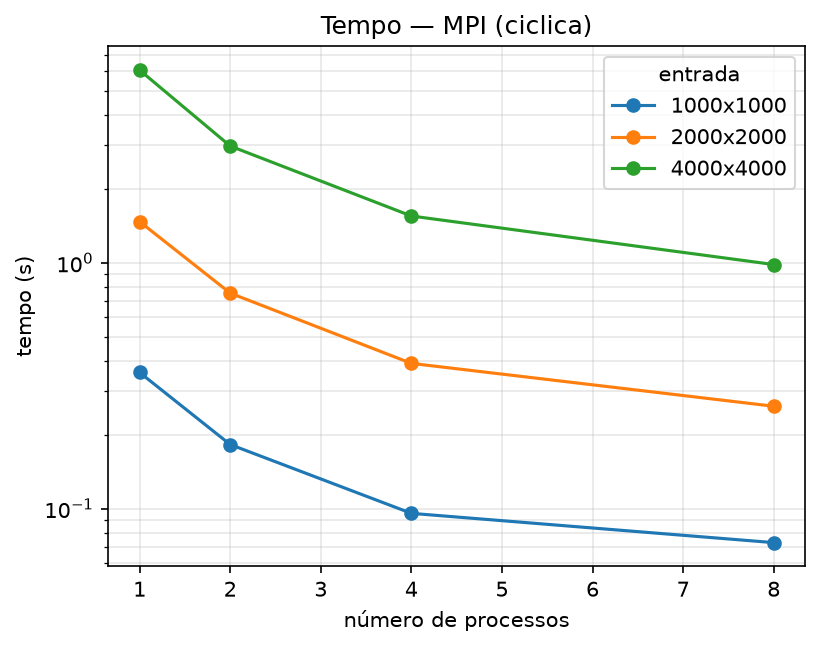 Tempo — MPI (ciclica)
entrada
1000x1000
2000x2000
4000x4000
tempo (s)
10⁰
10⁻¹
1 2 3 4 5 6 7 8
número de processos